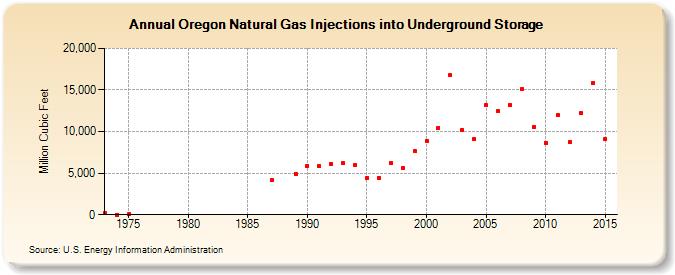 Annual Oregon Natural Gas Injections into Underground Storage
Million Cubic Feet
20,000
15,000
10,000
5,000
0
1975 1980 1985 1990 1995 2000 2005 2010 2015
Source: U.S. Energy Information Administration